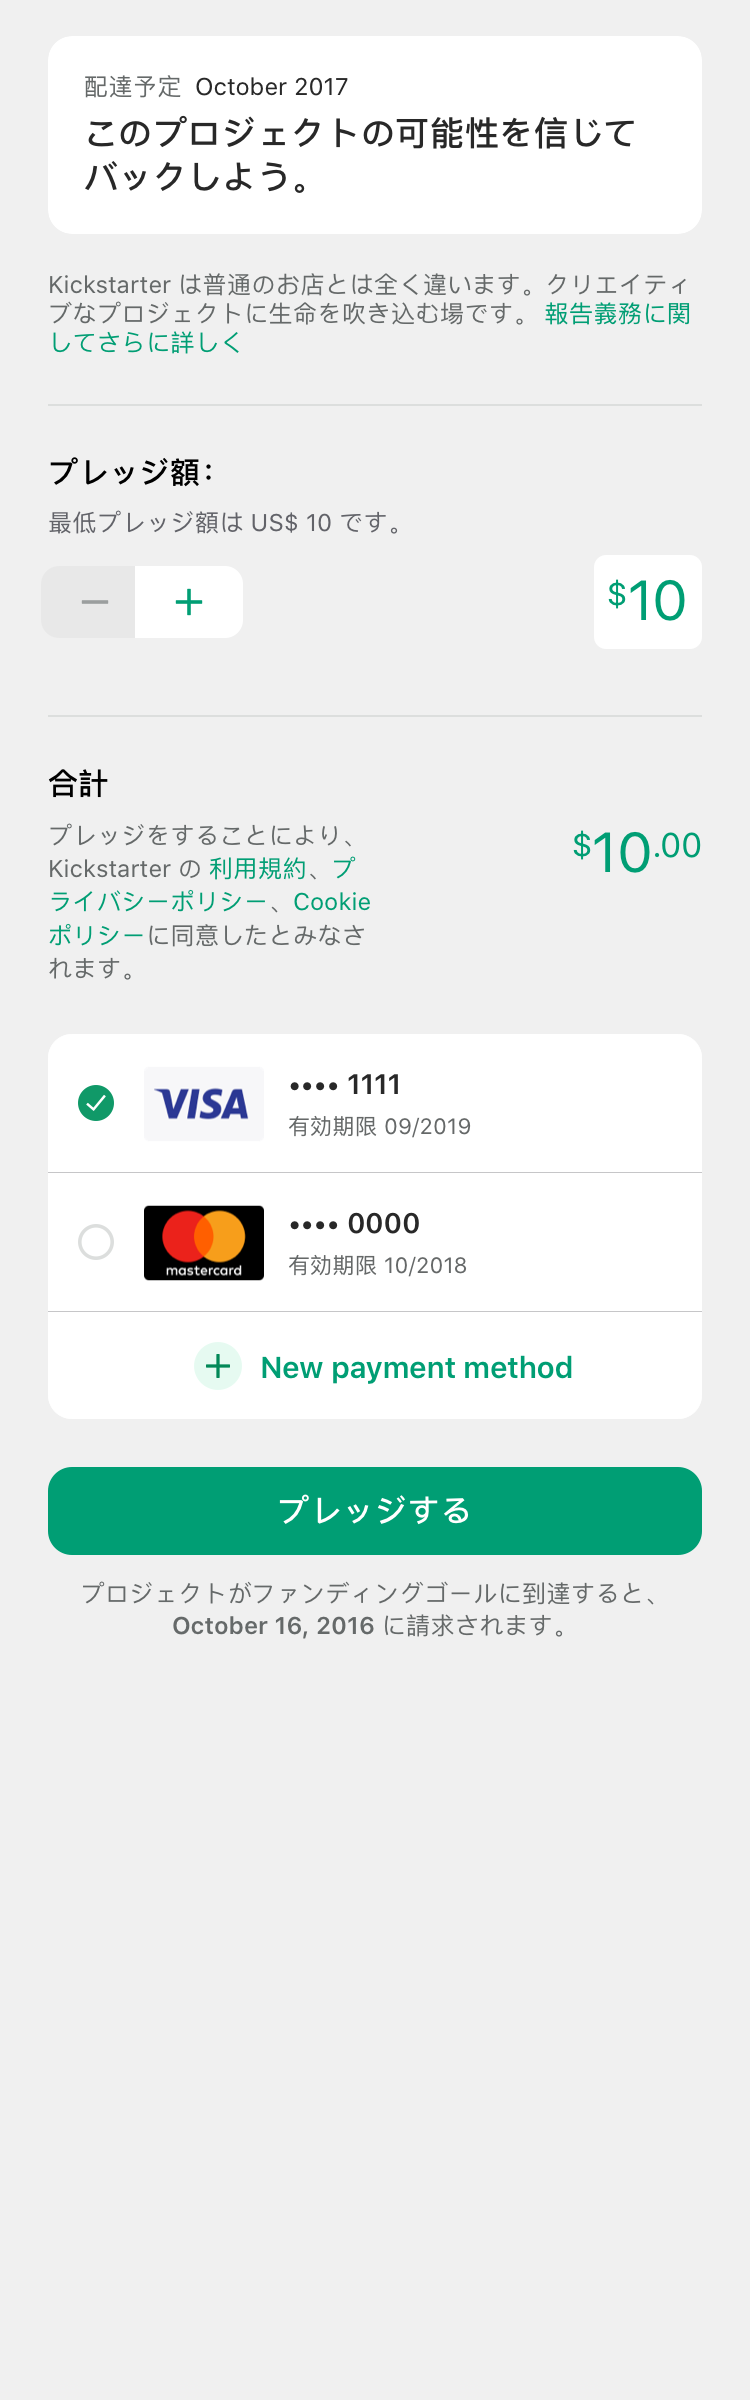 配達予定 October 2017
このプロジェクトの可能性を信じて
バックしよう。
Kickstarter は普通のお店とは全く違います。クリエイティ
ブなプロジェクトに生命を吹き込む場です。 報告義務に関
してさらに詳しく
プレッジ額：
最低プレッジ額は US$ 10 です。
$10
合計
プレッジをすることにより、
Kickstarter の 利用規約、プ
ライバシーポリシー、Cookie
ポリシーに同意したとみなさ
れます。
$10.00
VISA
•••• 1111
有効期限 09/2019
mastercard
•••• 0000
有効期限 10/2018
New payment method
プレッジする
プロジェクトがファンディングゴールに到達すると、
October 16, 2016 に請求されます。